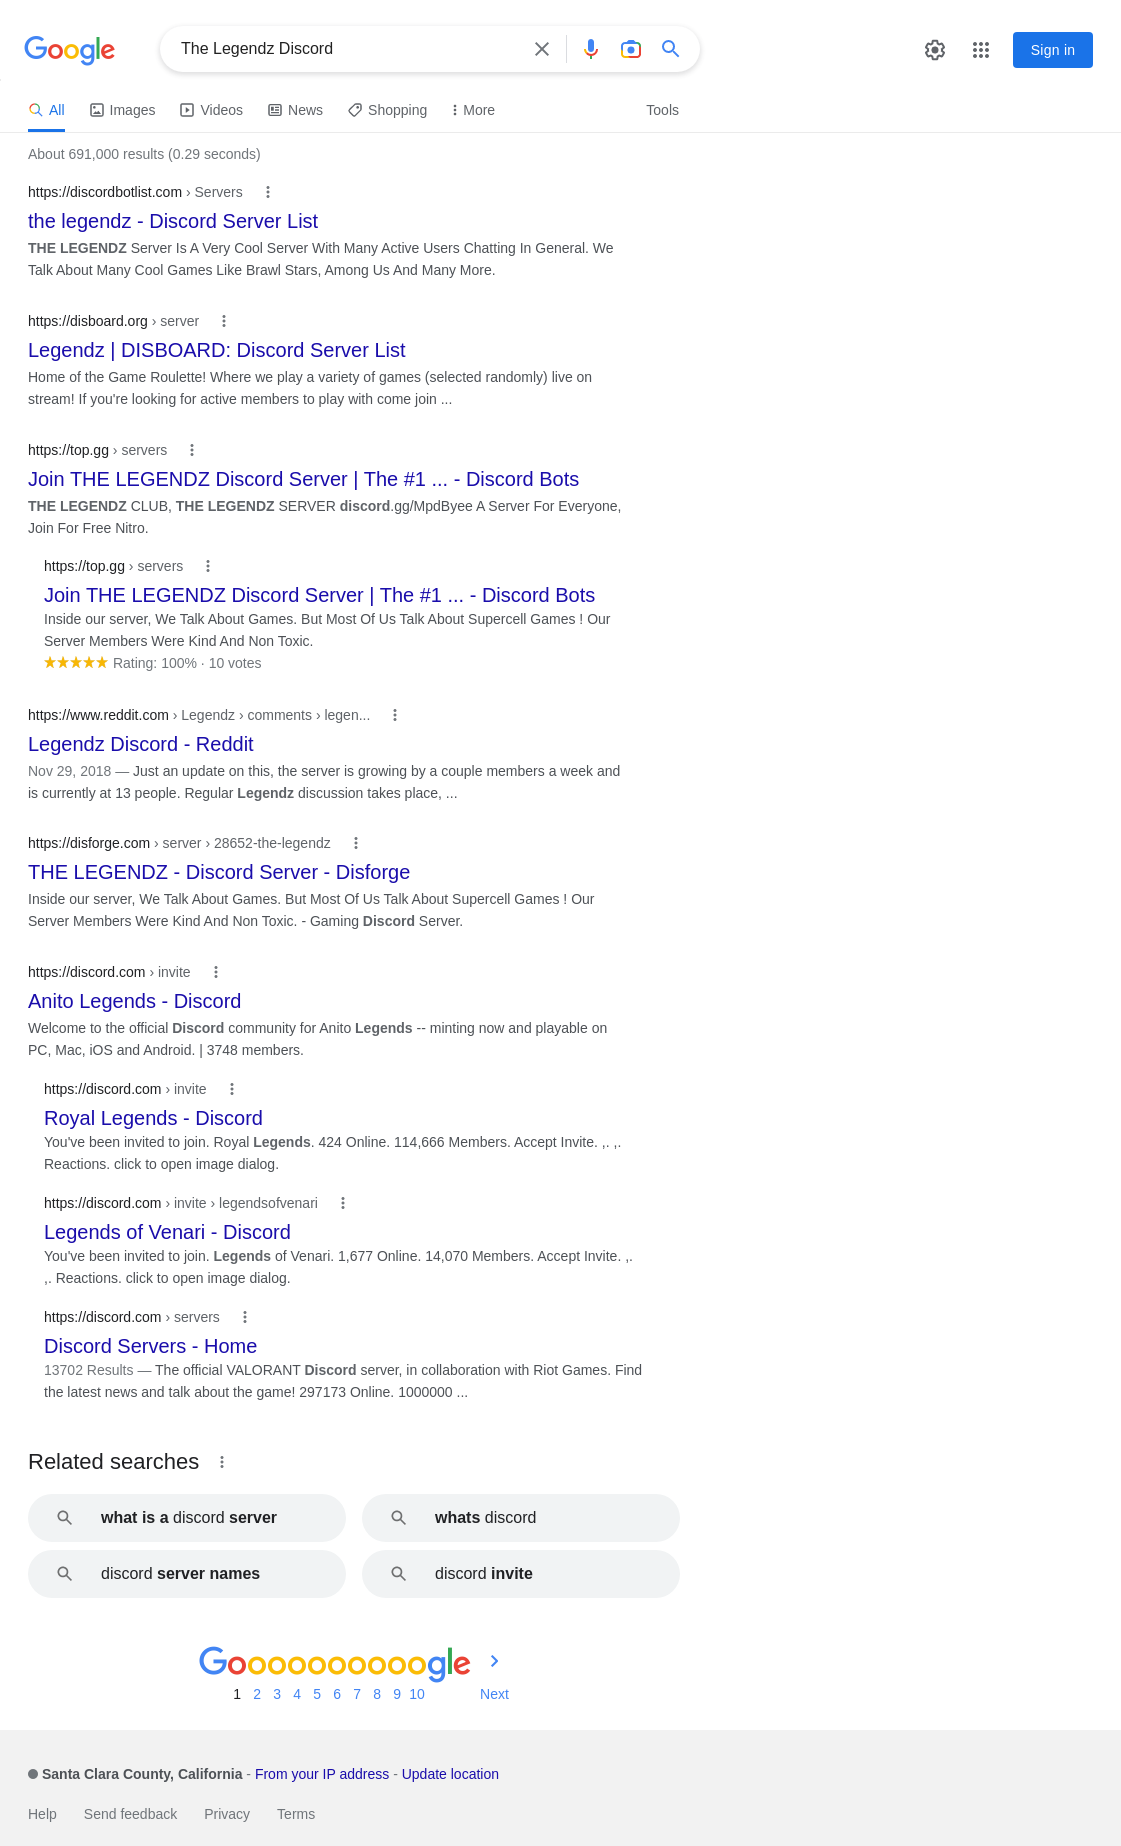 Google
The Legendz Discord
Sign in
All Images Videos News Shopping More Tools
About 691,000 results (0.29 seconds)
https://discordbotlist.com › Servers
the legendz - Discord Server List
THE LEGENDZ Server Is A Very Cool Server With Many Active Users Chatting In General. We
Talk About Many Cool Games Like Brawl Stars, Among Us And Many More.
https://disboard.org › server
Legendz | DISBOARD: Discord Server List
Home of the Game Roulette! Where we play a variety of games (selected randomly) live on
stream! If you're looking for active members to play with come join ...
https://top.gg › servers
Join THE LEGENDZ Discord Server | The #1 ... - Discord Bots
THE LEGENDZ CLUB, THE LEGENDZ SERVER discord.gg/MpdByee A Server For Everyone,
Join For Free Nitro.
https://top.gg › servers
Join THE LEGENDZ Discord Server | The #1 ... - Discord Bots
Inside our server, We Talk About Games. But Most Of Us Talk About Supercell Games ! Our
Server Members Were Kind And Non Toxic.
Rating: 100% · 10 votes
https://www.reddit.com › Legendz › comments › legen...
Legendz Discord - Reddit
Nov 29, 2018 — Just an update on this, the server is growing by a couple members a week and
is currently at 13 people. Regular Legendz discussion takes place, ...
https://disforge.com › server › 28652-the-legendz
THE LEGENDZ - Discord Server - Disforge
Inside our server, We Talk About Games. But Most Of Us Talk About Supercell Games ! Our
Server Members Were Kind And Non Toxic. - Gaming Discord Server.
https://discord.com › invite
Anito Legends - Discord
Welcome to the official Discord community for Anito Legends -- minting now and playable on
PC, Mac, iOS and Android. | 3748 members.
https://discord.com › invite
Royal Legends - Discord
You've been invited to join. Royal Legends. 424 Online. 114,666 Members. Accept Invite. ,. ,.
Reactions. click to open image dialog.
https://discord.com › invite › legendsofvenari
Legends of Venari - Discord
You've been invited to join. Legends of Venari. 1,677 Online. 14,070 Members. Accept Invite. ,.
,. Reactions. click to open image dialog.
https://discord.com › servers
Discord Servers - Home
13702 Results — The official VALORANT Discord server, in collaboration with Riot Games. Find
the latest news and talk about the game! 297173 Online. 1000000 ...
Related searches
what is a discord server
whats discord
discord server names
discord invite
Goooooooooogle
1 2 3 4 5 6 7 8 9 10 Next
Santa Clara County, California - From your IP address - Update location
Help Send feedback Privacy Terms